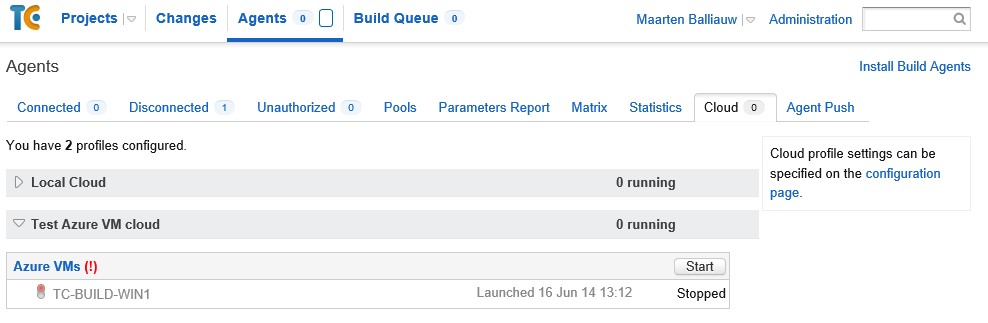 TC Projects Changes Agents 0 Build Queue 0 Maarten Balliauw Administration
Agents Install Build Agents
Connected 0 Disconnected 1 Unauthorized 0 Pools Parameters Report Matrix Statistics Cloud 0 Agent Push
You have 2 profiles configured.
Cloud profile settings can be
specified on the configuration
page.
Local Cloud 0 running
Test Azure VM cloud 0 running
Azure VMs (!) Start
TC-BUILD-WIN1 Launched 16 Jun 14 13:12 Stopped